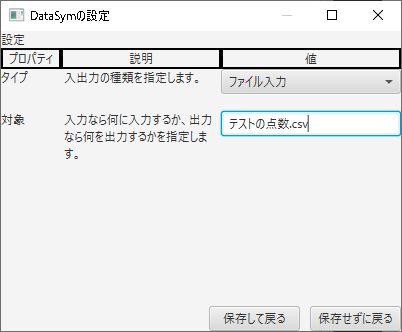 DataSymの設定
設定
プロパティ 説明 値
タイプ 入出力の種類を指定します。 ファイル入力
対象 入力なら何に入力するか、出力 テストの点数.csv
なら何を出力するかを指定しま
す。
保存して戻る 保存せずに戻る